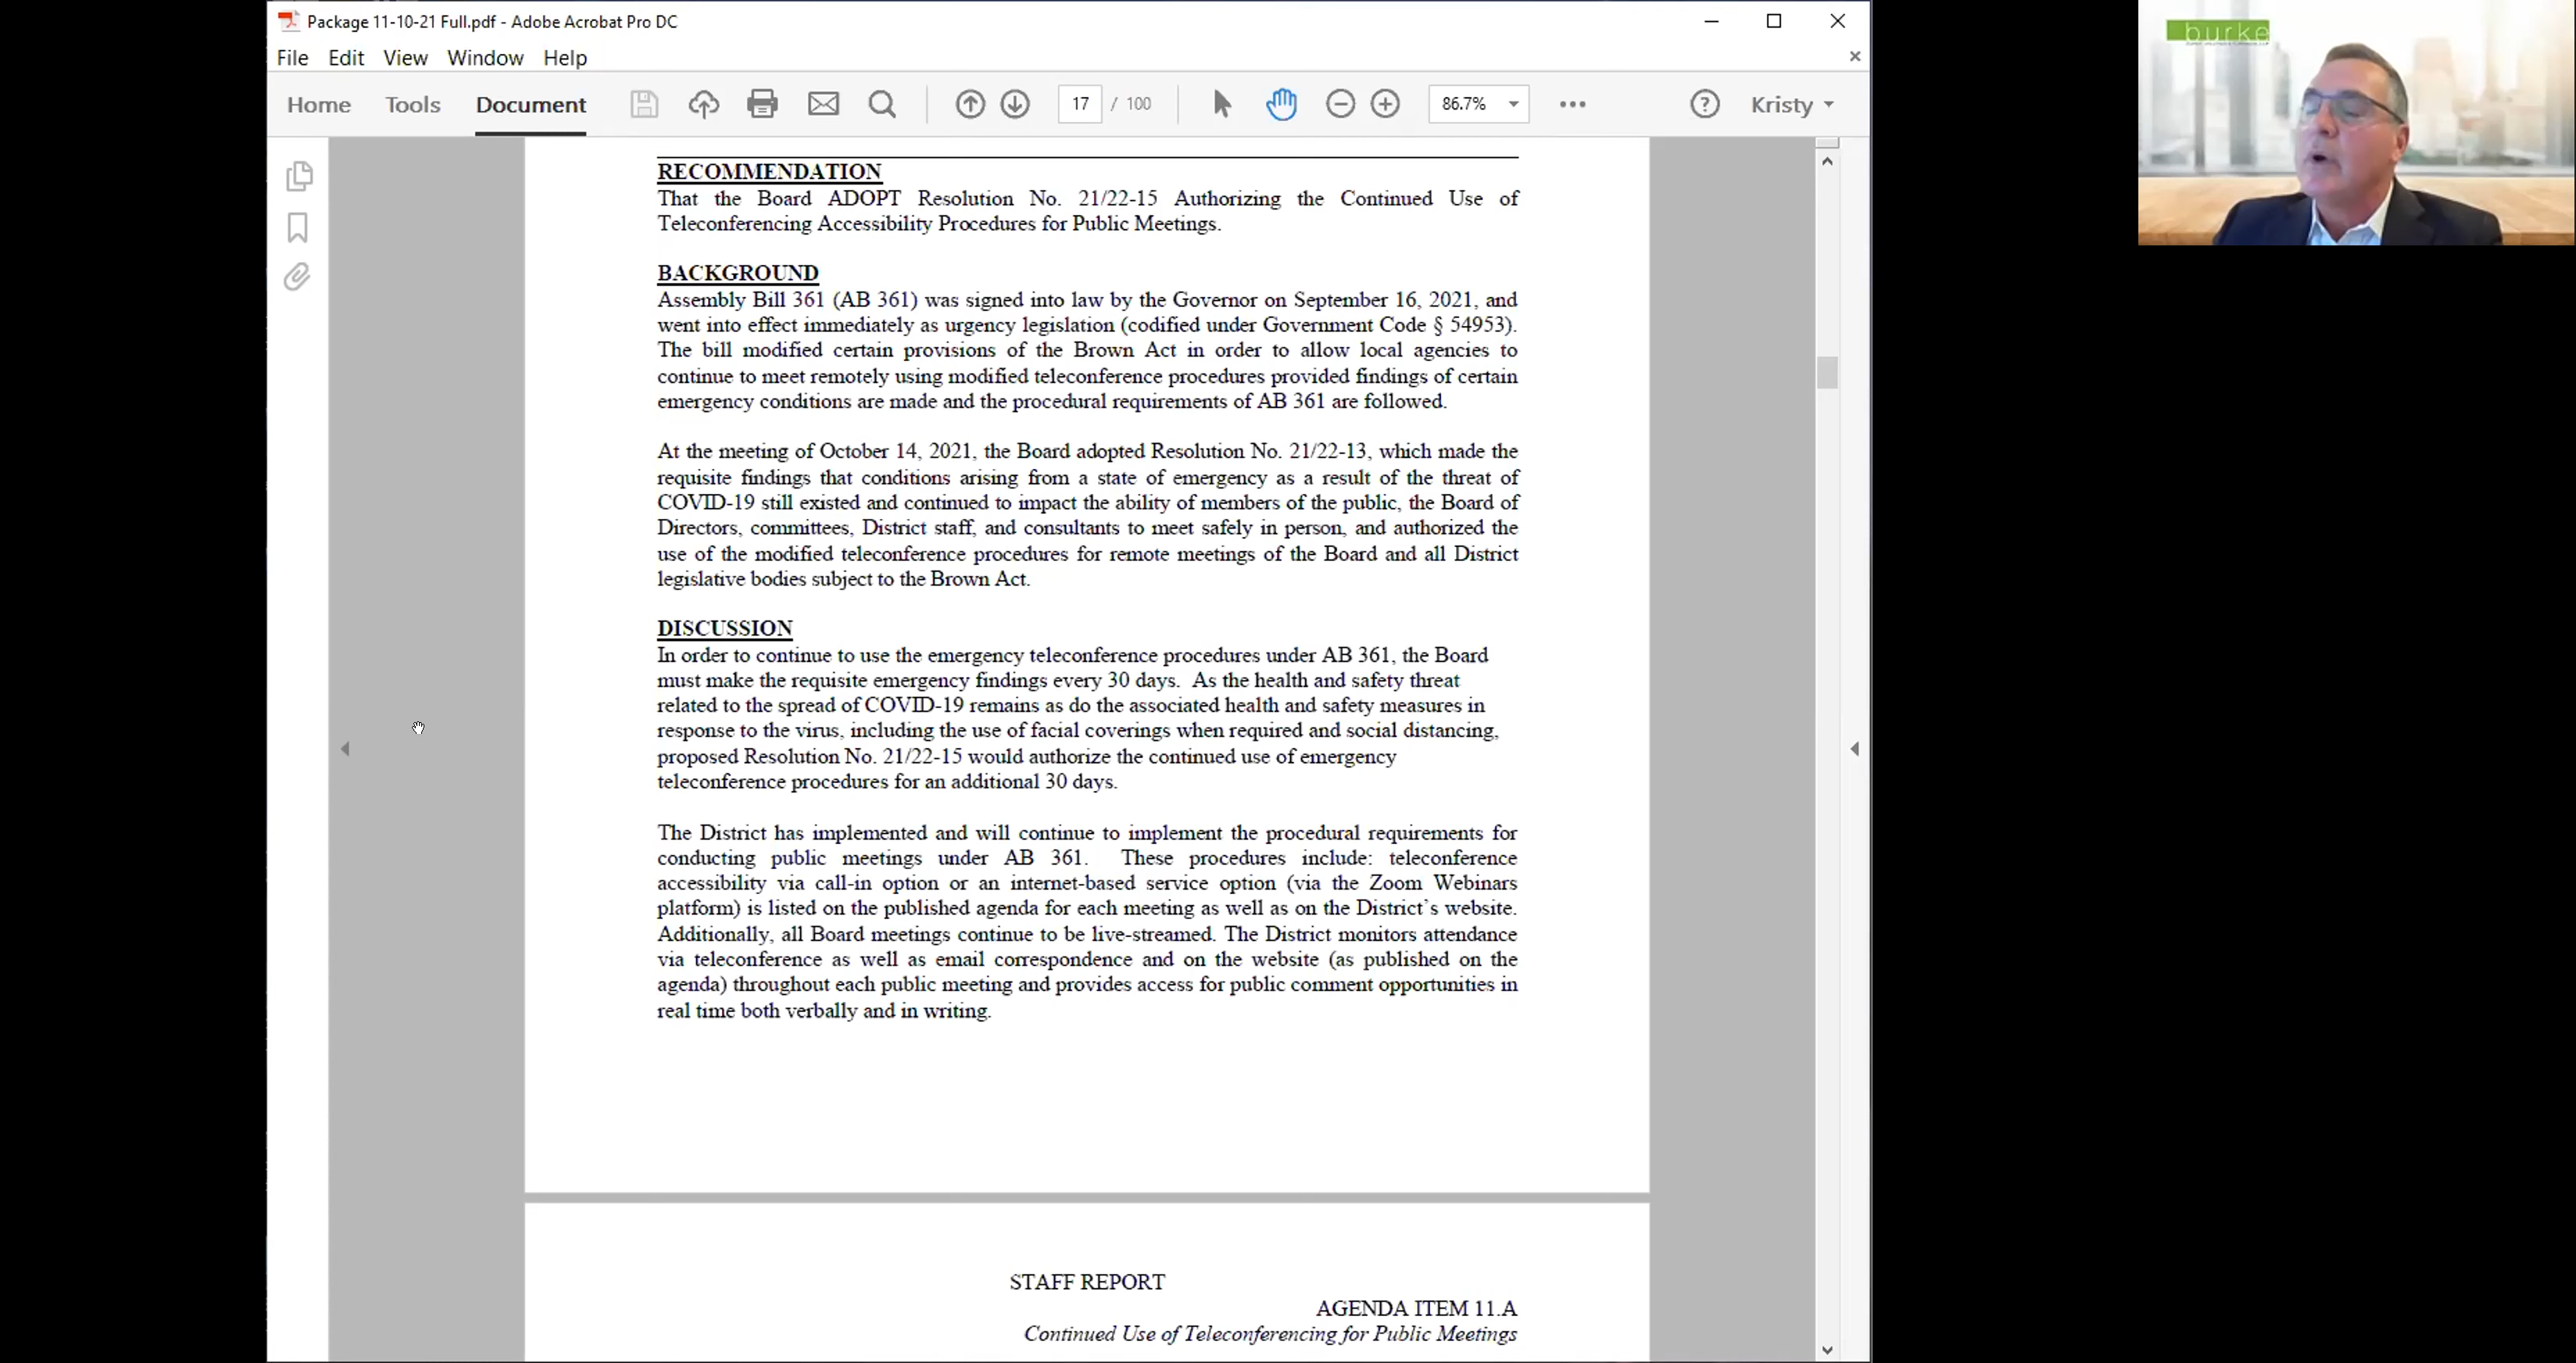 Package 11-10-21 Full.pdf - Adobe Acrobat Pro DC
File Edit View Window Help
Home Tools Document 17 / 100 86.7% Kristy
RECOMMENDATION
That the Board ADOPT Resolution No. 21/22-15 Authorizing the Continued Use of
Teleconferencing Accessibility Procedures for Public Meetings.
BACKGROUND
Assembly Bill 361 (AB 361) was signed into law by the Governor on September 16, 2021, and
went into effect immediately as urgency legislation (codified under Government Code § 54953).
The bill modified certain provisions of the Brown Act in order to allow local agencies to
continue to meet remotely using modified teleconference procedures provided findings of certain
emergency conditions are made and the procedural requirements of AB 361 are followed.
At the meeting of October 14, 2021, the Board adopted Resolution No. 21/22-13, which made the
requisite findings that conditions arising from a state of emergency as a result of the threat of
COVID-19 still existed and continued to impact the ability of members of the public, the Board of
Directors, committees, District staff, and consultants to meet safely in person, and authorized the
use of the modified teleconference procedures for remote meetings of the Board and all District
legislative bodies subject to the Brown Act.
DISCUSSION
In order to continue to use the emergency teleconference procedures under AB 361, the Board
must make the requisite emergency findings every 30 days. As the health and safety threat
related to the spread of COVID-19 remains as do the associated health and safety measures in
response to the virus, including the use of facial coverings when required and social distancing,
proposed Resolution No. 21/22-15 would authorize the continued use of emergency
teleconference procedures for an additional 30 days.
The District has implemented and will continue to implement the procedural requirements for
conducting public meetings under AB 361. These procedures include: teleconference
accessibility via call-in option or an internet-based service option (via the Zoom Webinars
platform) is listed on the published agenda for each meeting as well as on the District's website.
Additionally, all Board meetings continue to be live-streamed. The District monitors attendance
via teleconference as well as email correspondence and on the website (as published on the
agenda) throughout each public meeting and provides access for public comment opportunities in
real time both verbally and in writing.
STAFF REPORT
AGENDA ITEM 11.A
Continued Use of Teleconferencing for Public Meetings
burke